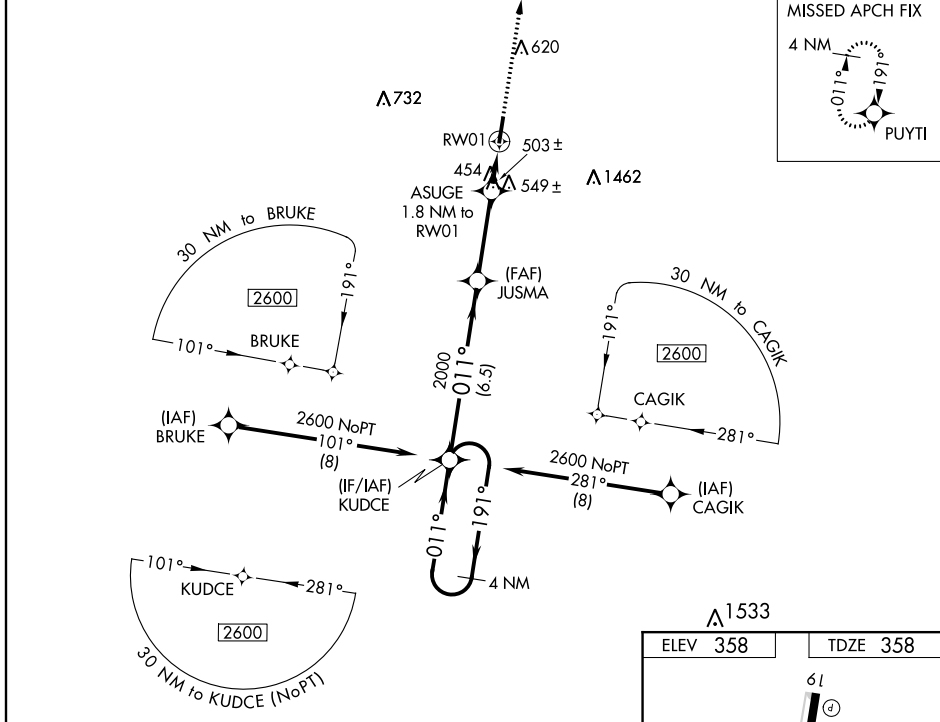 MISSED APCH FIX
4 NM
011°
191°
PUYTI
620
732
RW01
503 ±
454
549 ±
1462
ASUGE
1.8 NM to
RW01
30 NM to BRUKE
191°
2600
BRUKE
101°
(FAF)
JUSMA
30 NM to CAGIK
191°
2600
CAGIK
281°
2000
011°
(6.5)
(IAF)
BRUKE
2600 NoPT
101°
(8)
(IF/IAF)
KUDCE
2600 NoPT
281°
(8)
(IAF)
CAGIK
011°
191°
4 NM
101°
KUDCE
281°
2600
30 NM to KUDCE (NoPT)
1533
ELEV 358
TDZE 358
19
P